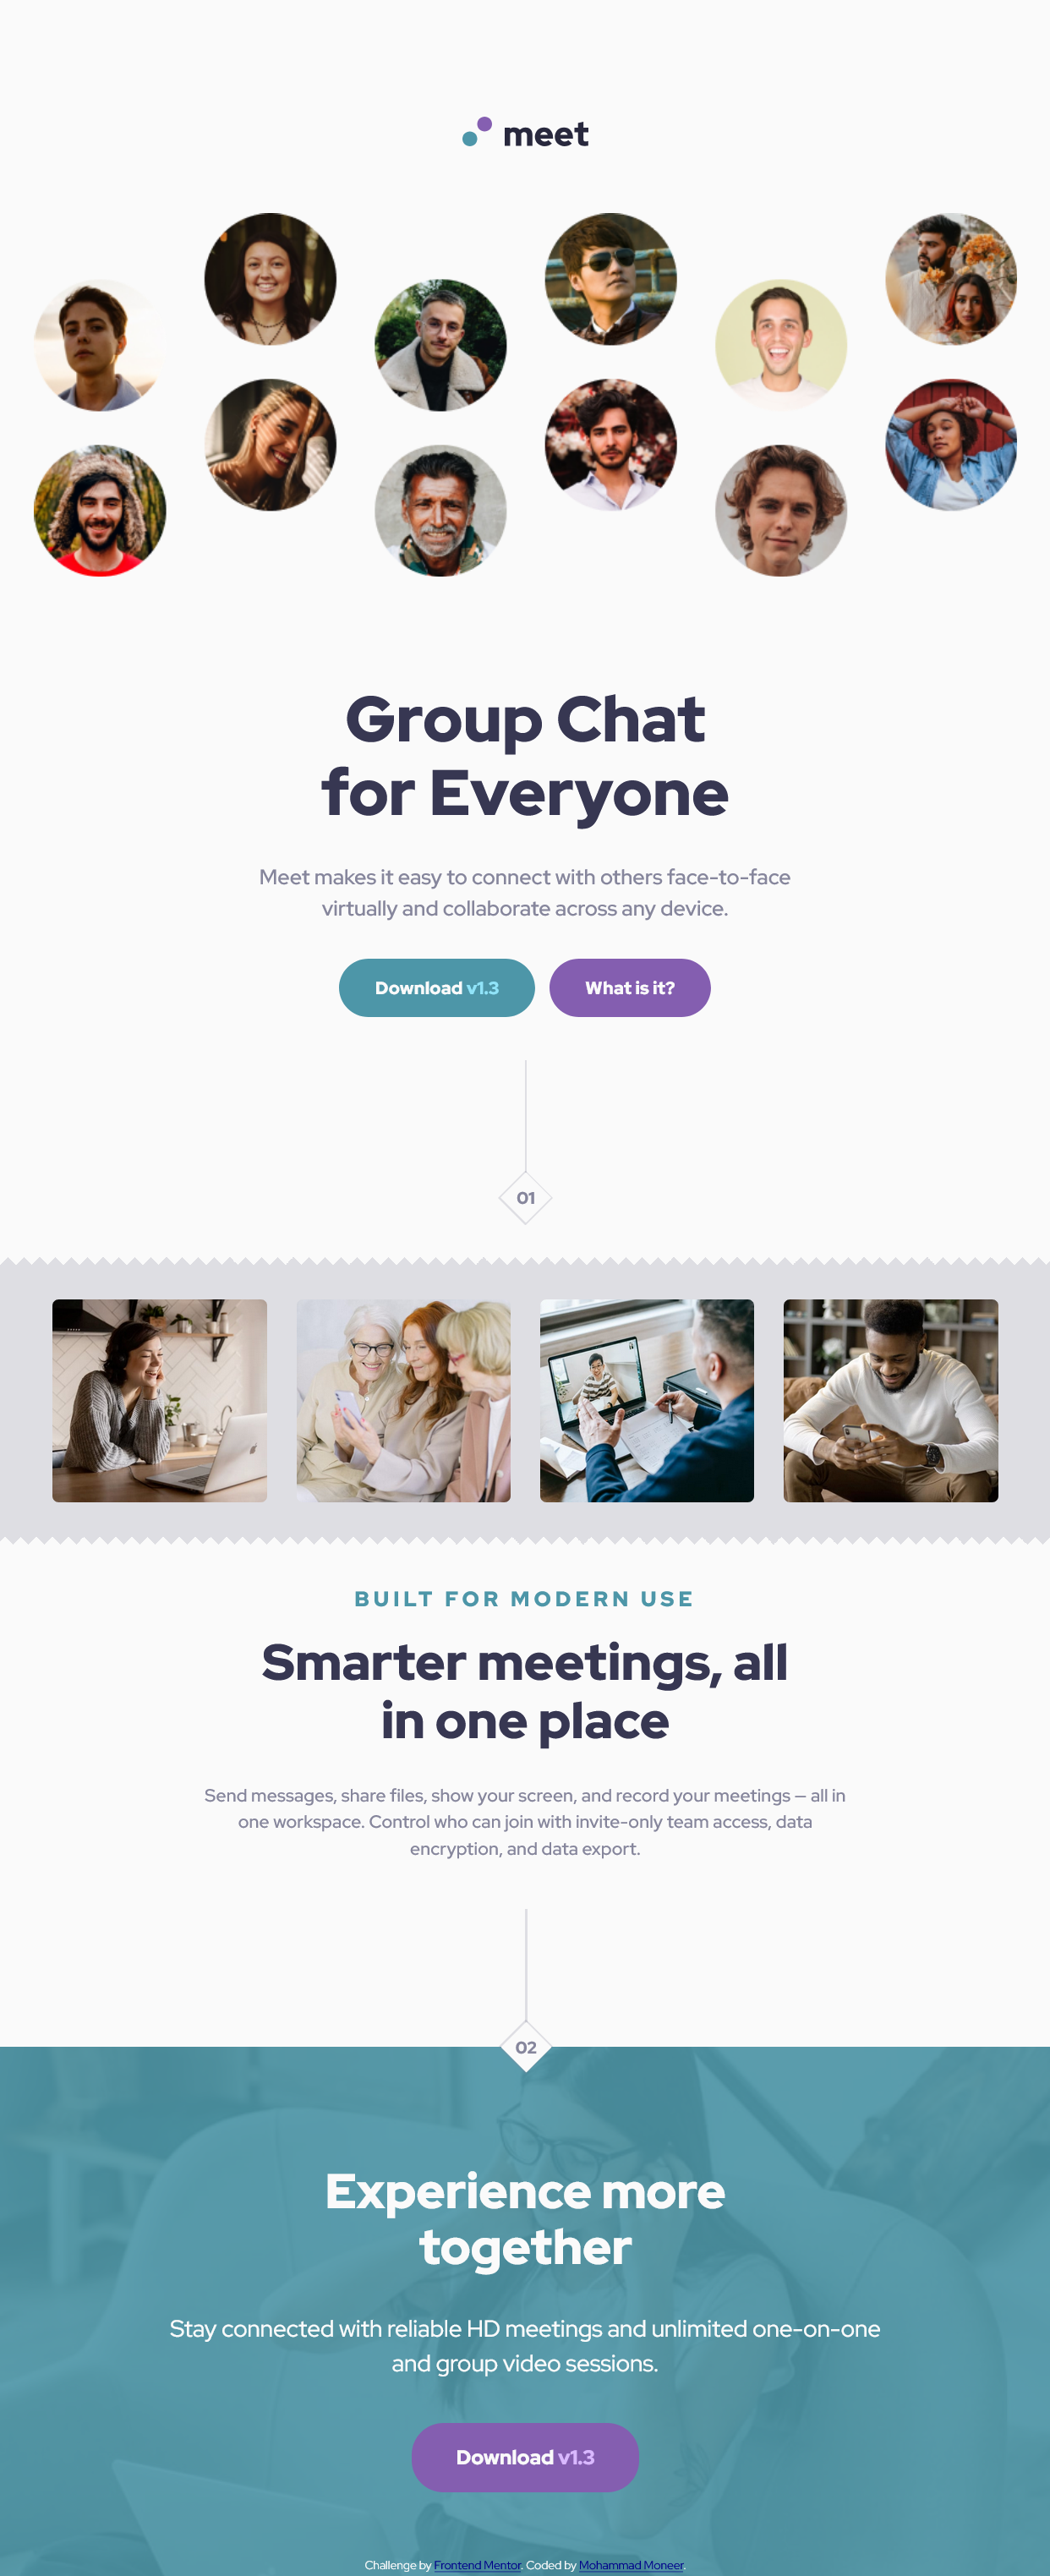 meet
Group Chat
for Everyone
Meet makes it easy to connect with others face-to-face
virtually and collaborate across any device.
Download v1.3
What is it?
01
BUILT FOR MODERN USE
Smarter meetings, all
in one place
Send messages, share files, show your screen, and record your meetings — all in
one workspace. Control who can join with invite-only team access, data
encryption, and data export.
02
Experience more
together
Stay connected with reliable HD meetings and unlimited one-on-one
and group video sessions.
Download v1.3
Challenge by Frontend Mentor. Coded by Mohammad Moneer.